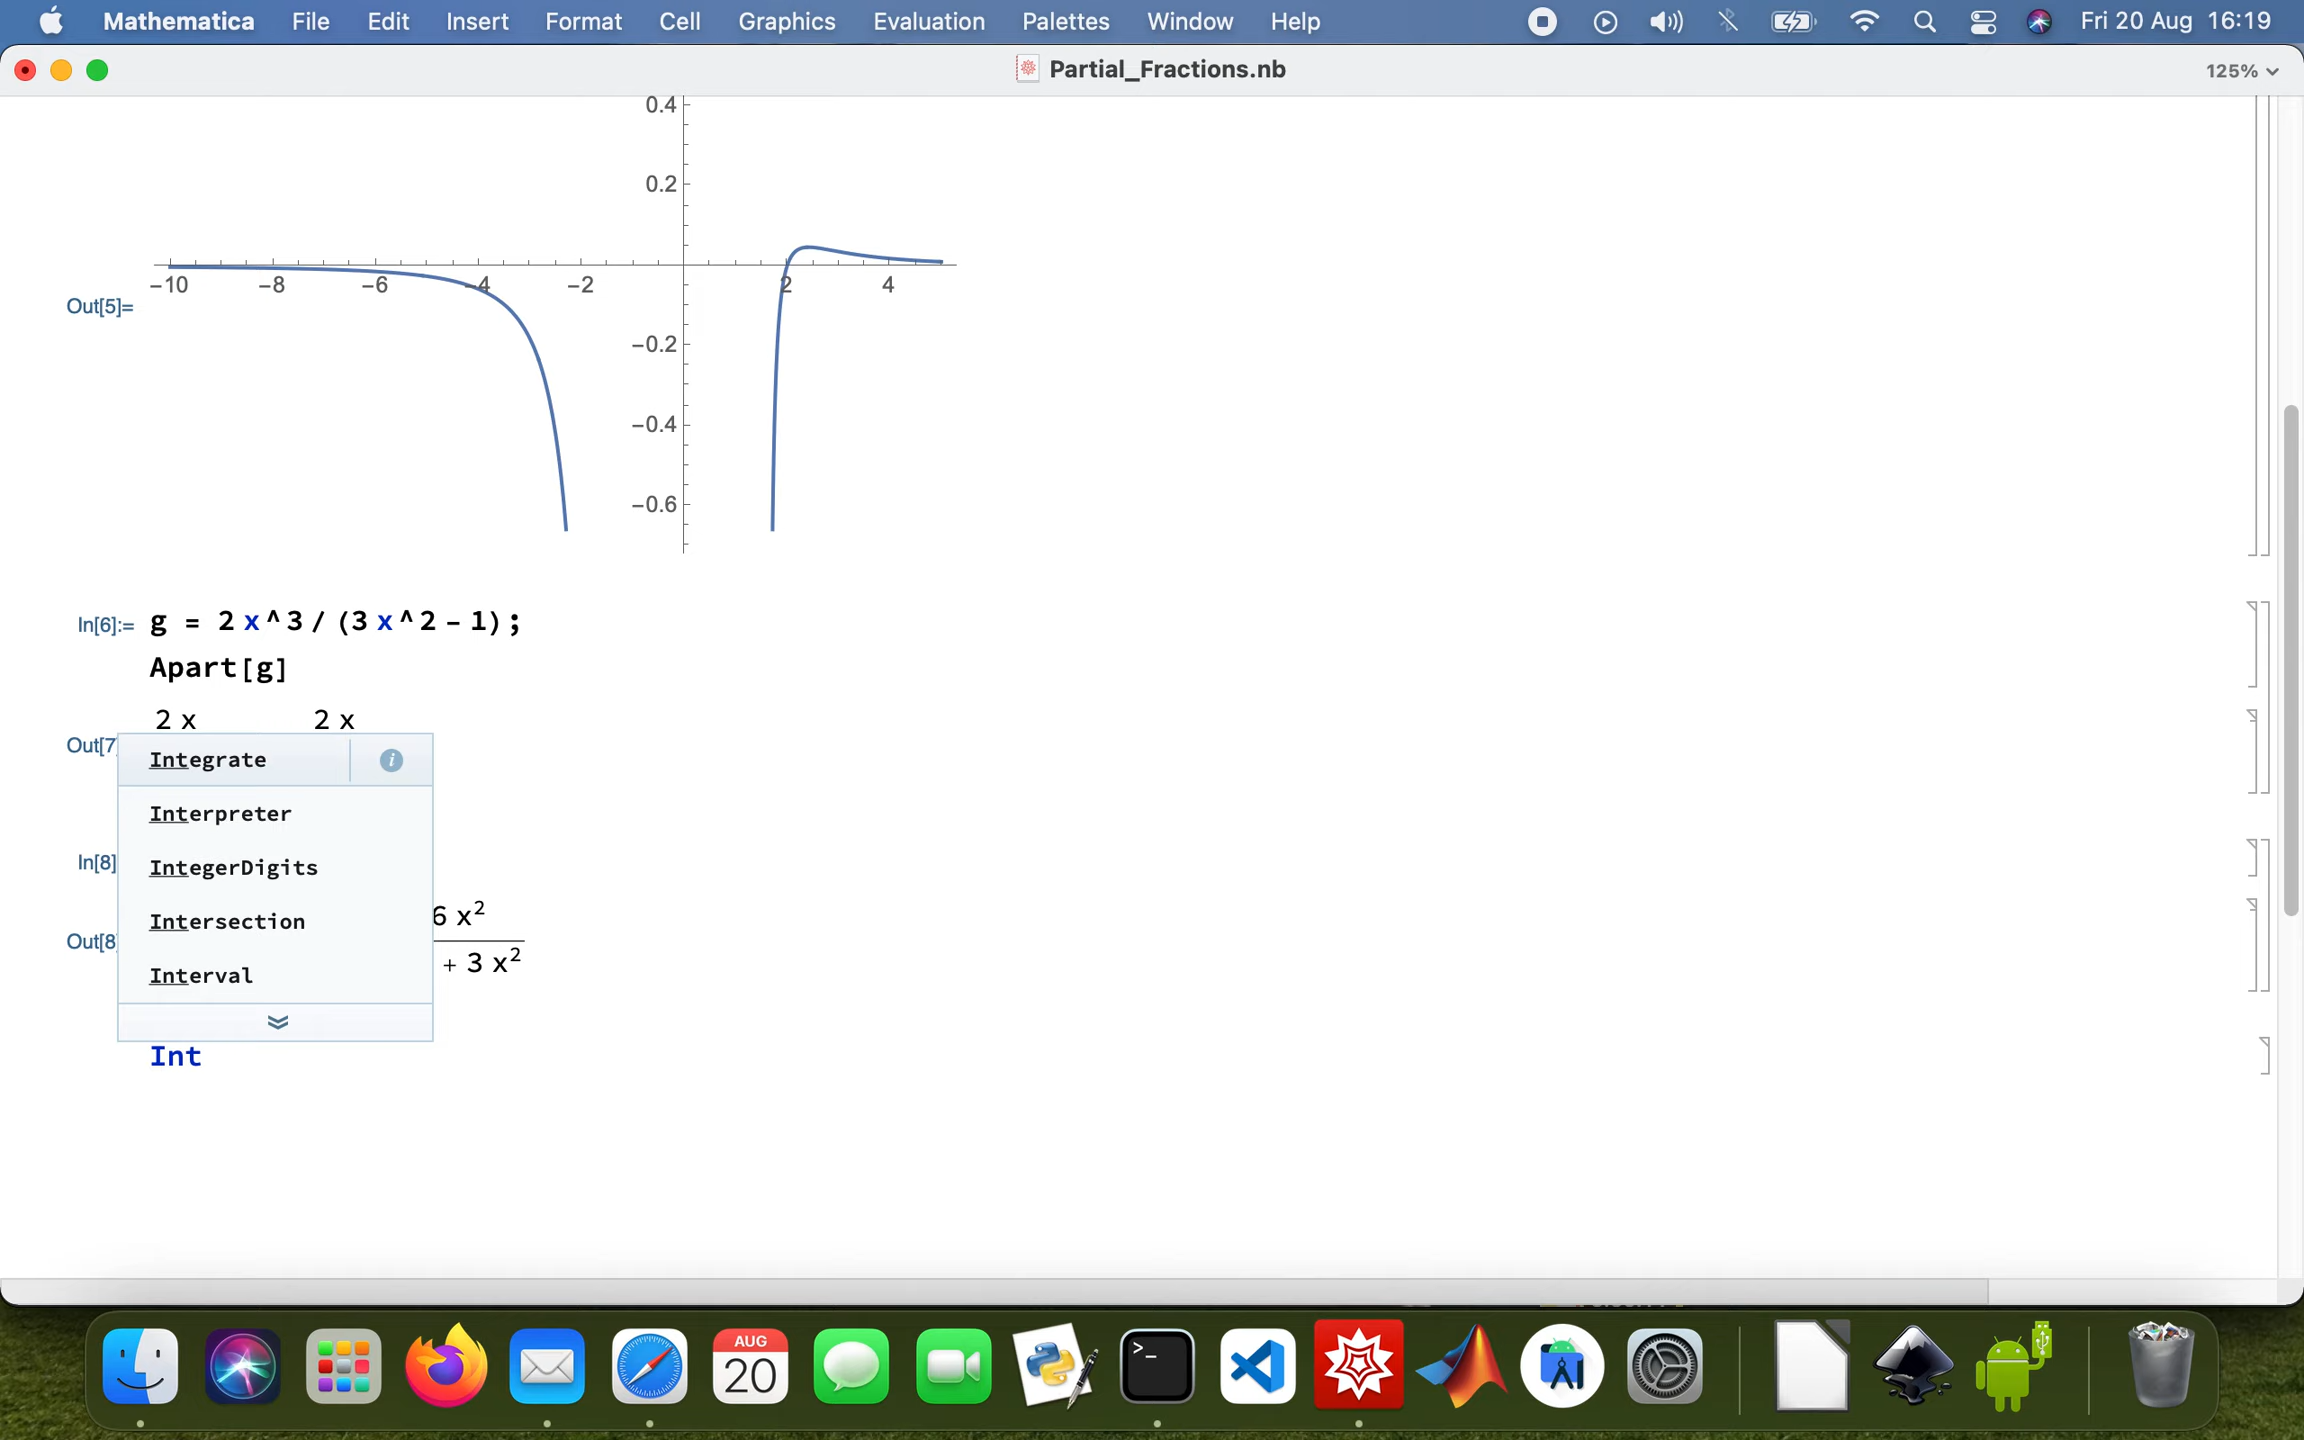 Mathematica File Edit Insert Format Cell Graphics Evaluation Palettes Window Help Fri 20 Aug 16:19
Partial_Fractions.nb 125%
0.4
0.2
−10 −8 −6 −4 −2 2 4
Out[5]=
−0.2
−0.4
−0.6
In[6]:= g = 2 x^3 / (3 x^2 − 1);
Apart[g]
2 x 2 x
Out[7
Integrate i
Interpreter
In[8]
IntegerDigits
6 x²
Intersection
Out[8
+ 3 x²
Interval
Int
AUG
20
>_